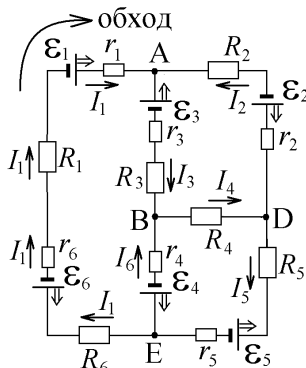 обход
ε₁ r₁ A R₂
I₁ I₂ ε₂
ε₃
r₃ r₂
I₁ R₁ R₃ I₃ I₄
B D
I₁ r₆ I₆ r₄ R₄ R₅
ε₆ I₁ ε₄ I₅
E
R₆ r₅ ε₅